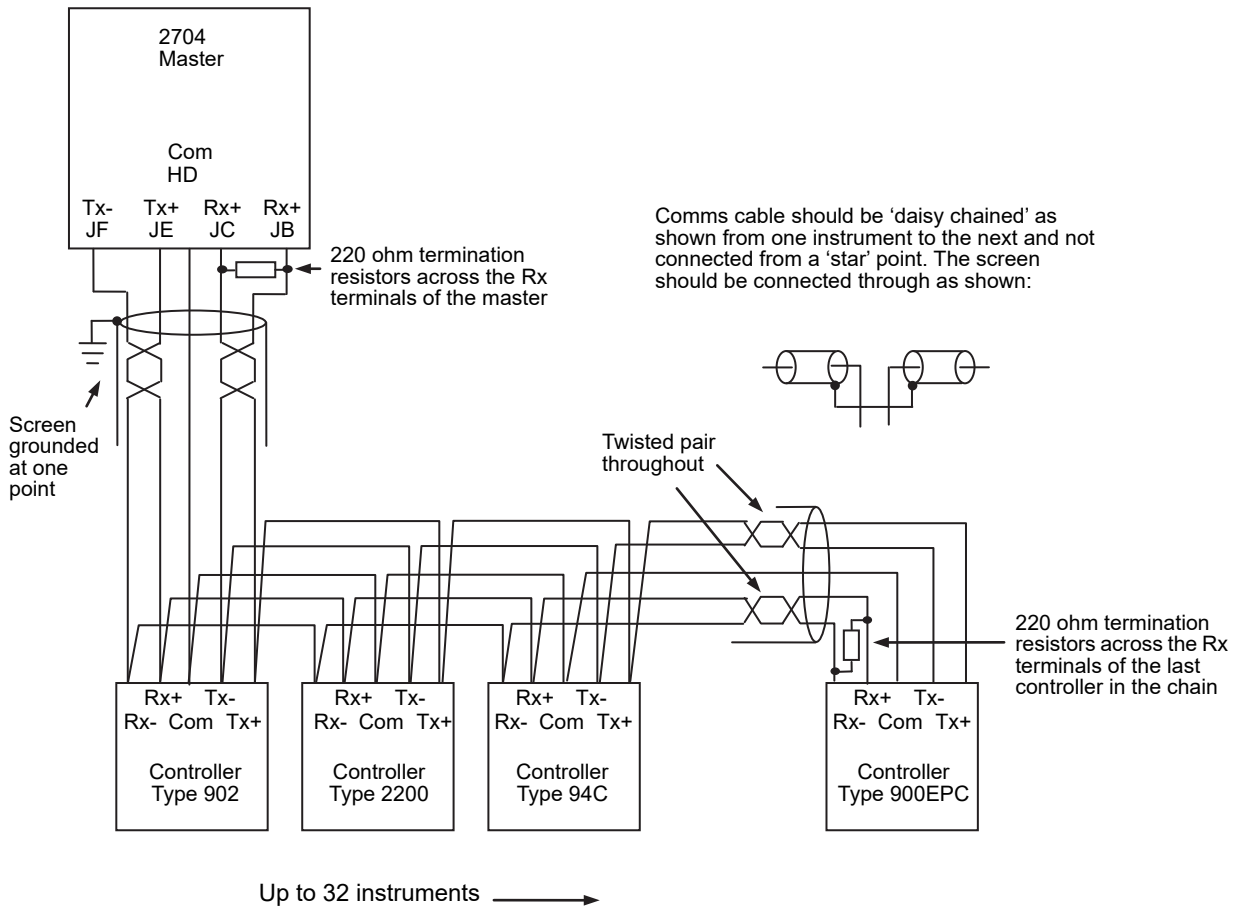 2704
Master
Com
HD
Tx- Tx+ Rx+ Rx+
JF JE JC JB
220 ohm termination
resistors across the Rx
terminals of the master
Comms cable should be ‘daisy chained’ as
shown from one instrument to the next and not
connected from a ‘star’ point. The screen
should be connected through as shown:
Screen
grounded
at one
point
Twisted pair
throughout
220 ohm termination
resistors across the Rx
terminals of the last
controller in the chain
Rx+ Tx-
Rx- Com Tx+
Controller
Type 902
Rx+ Tx-
Rx- Com Tx+
Controller
Type 2200
Rx+ Tx-
Rx- Com Tx+
Controller
Type 94C
Rx+ Tx-
Rx- Com Tx+
Controller
Type 900EPC
Up to 32 instruments